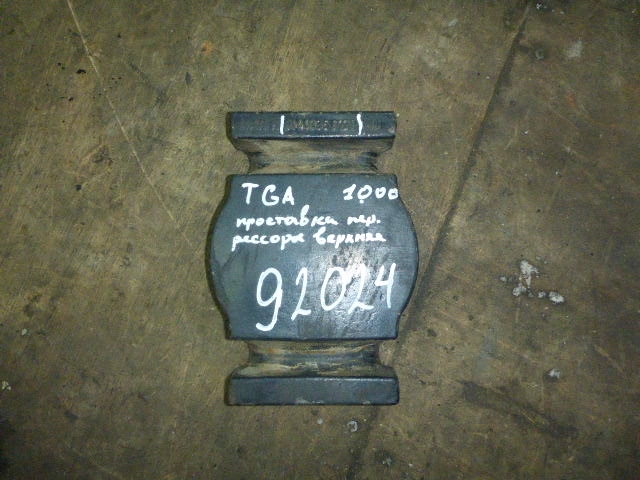 TGA 1000
проставка пер.
рессора верхняя
92024